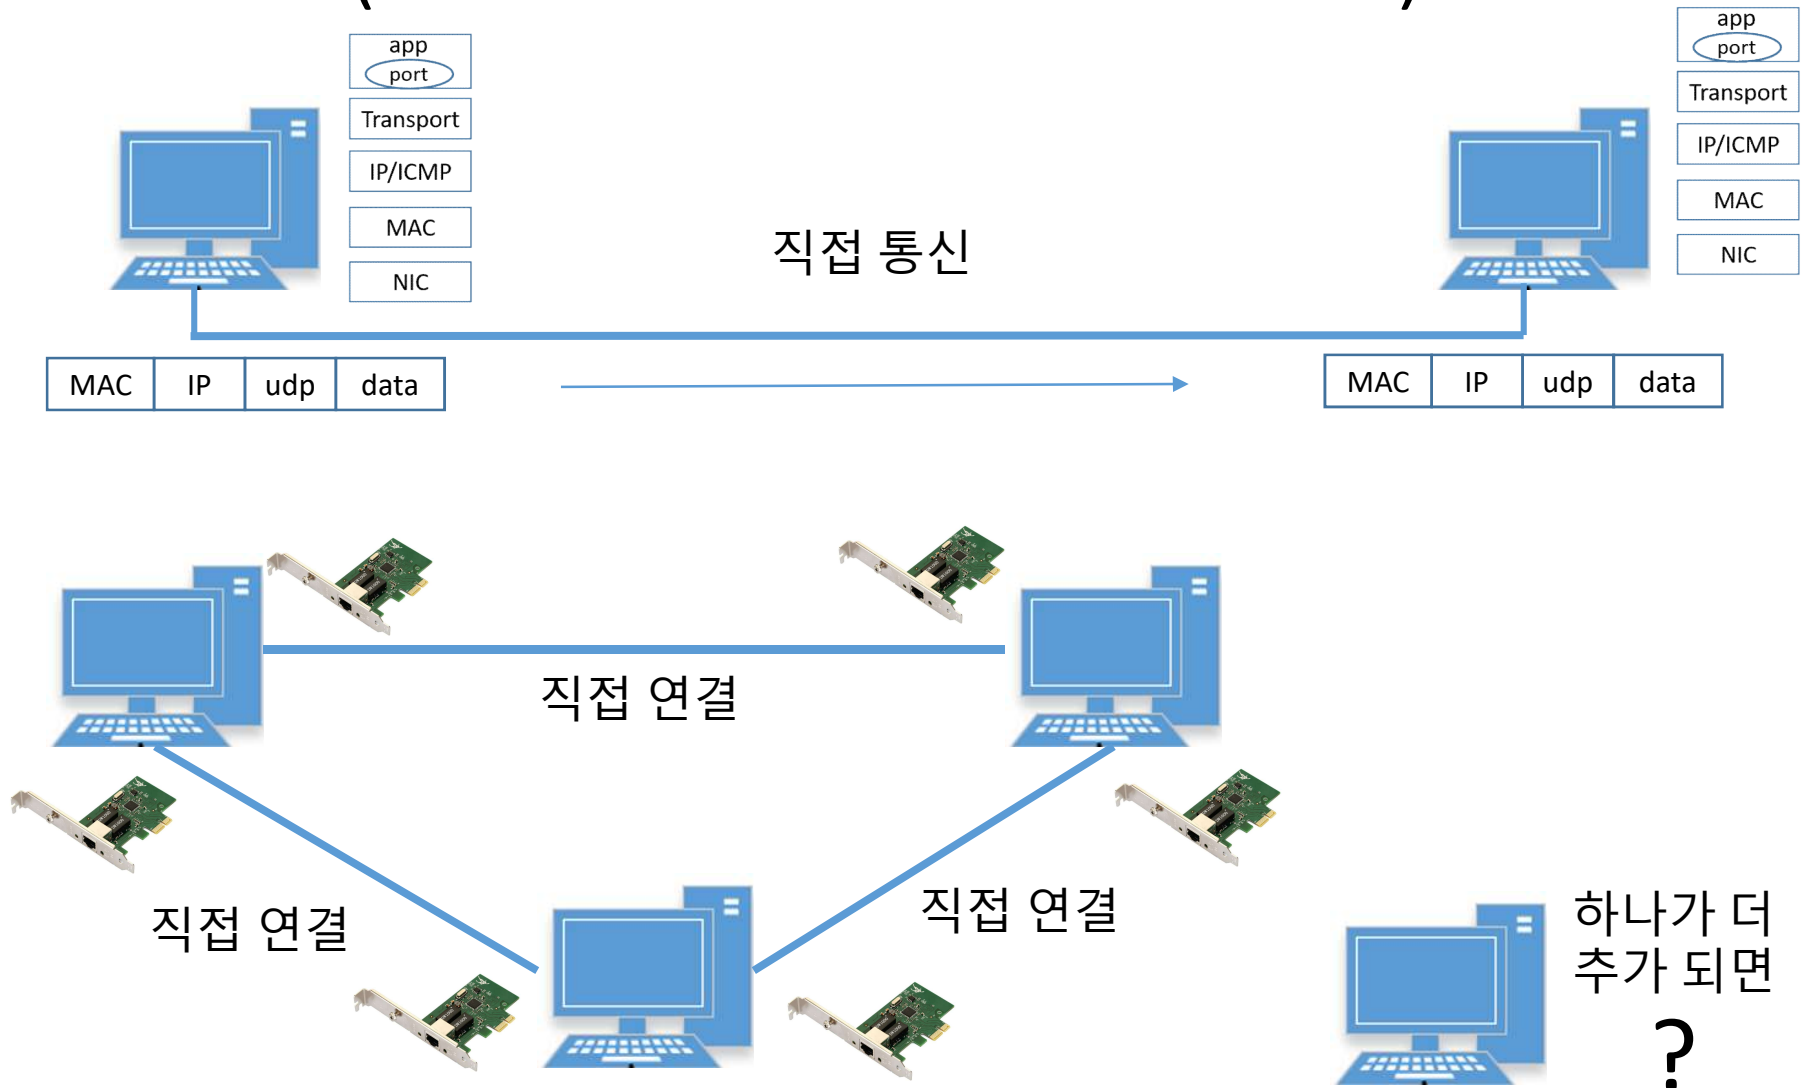 app
port
Transport
IP/ICMP
MAC
NIC
app
port
Transport
IP/ICMP
MAC
NIC
직접 통신
MAC IP udp data
MAC IP udp data
직접 연결
직접 연결
직접 연결
하나가 더
추가 되면
?